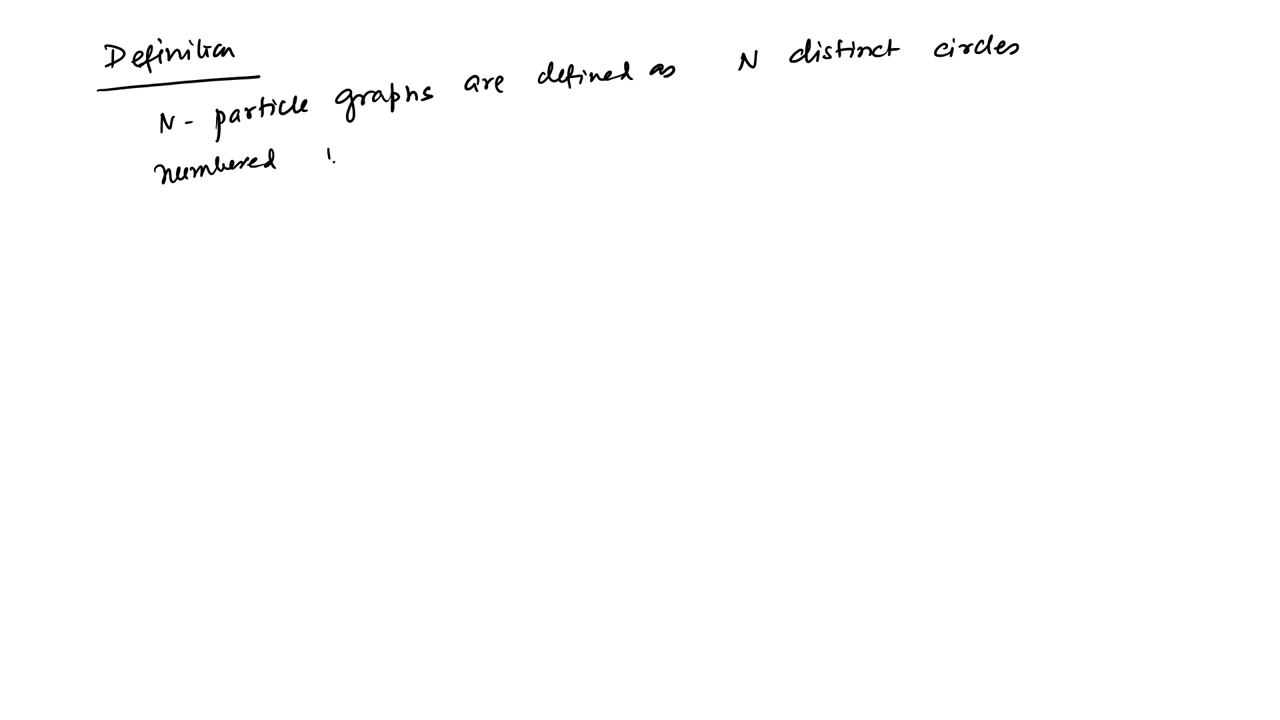 Definition
N - particle graphs are defined as N distinct circles
numbered